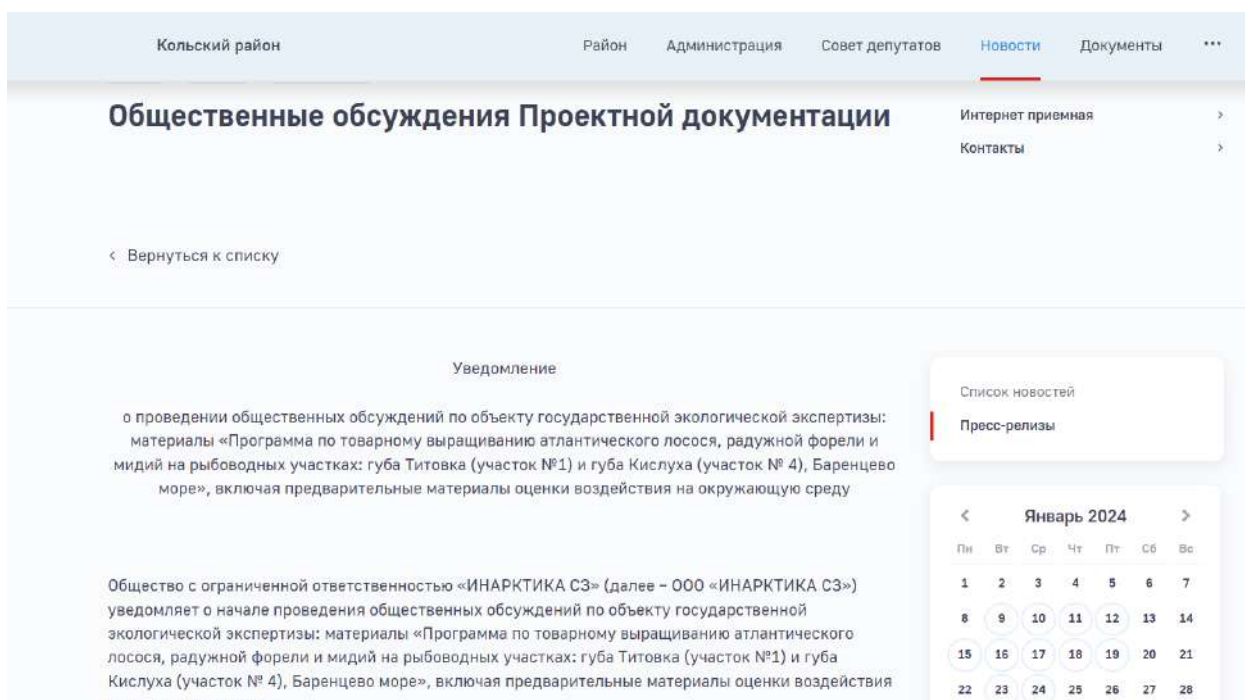 Кольский район
Район Администрация Совет депутатов Новости Документы ...
Общественные обсуждения Проектной документации
Интернет приемная >
Контакты >
< Вернуться к списку
Уведомление
о проведении общественных обсуждений по объекту государственной экологической экспертизы:
материалы «Программа по товарному выращиванию атлантического лосося, радужной форели и
мидий на рыбоводных участках: губа Титовка (участок №1) и губа Кислуха (участок № 4), Баренцево
море», включая предварительные материалы оценки воздействия на окружающую среду
Общество с ограниченной ответственностью «ИНАРКТИКА СЗ» (далее – ООО «ИНАРКТИКА СЗ»)
уведомляет о начале проведения общественных обсуждений по объекту государственной
экологической экспертизы: материалы «Программа по товарному выращиванию атлантического
лосося, радужной форели и мидий на рыбоводных участках: губа Титовка (участок №1) и губа
Кислуха (участок № 4), Баренцево море», включая предварительные материалы оценки воздействия
Список новостей
Пресс-релизы
< Январь 2024 >
Пн Вт Ср Чт Пт Сб Вс
1 2 3 4 5 6 7
8 9 10 11 12 13 14
15 16 17 18 19 20 21
22 23 24 25 26 27 28